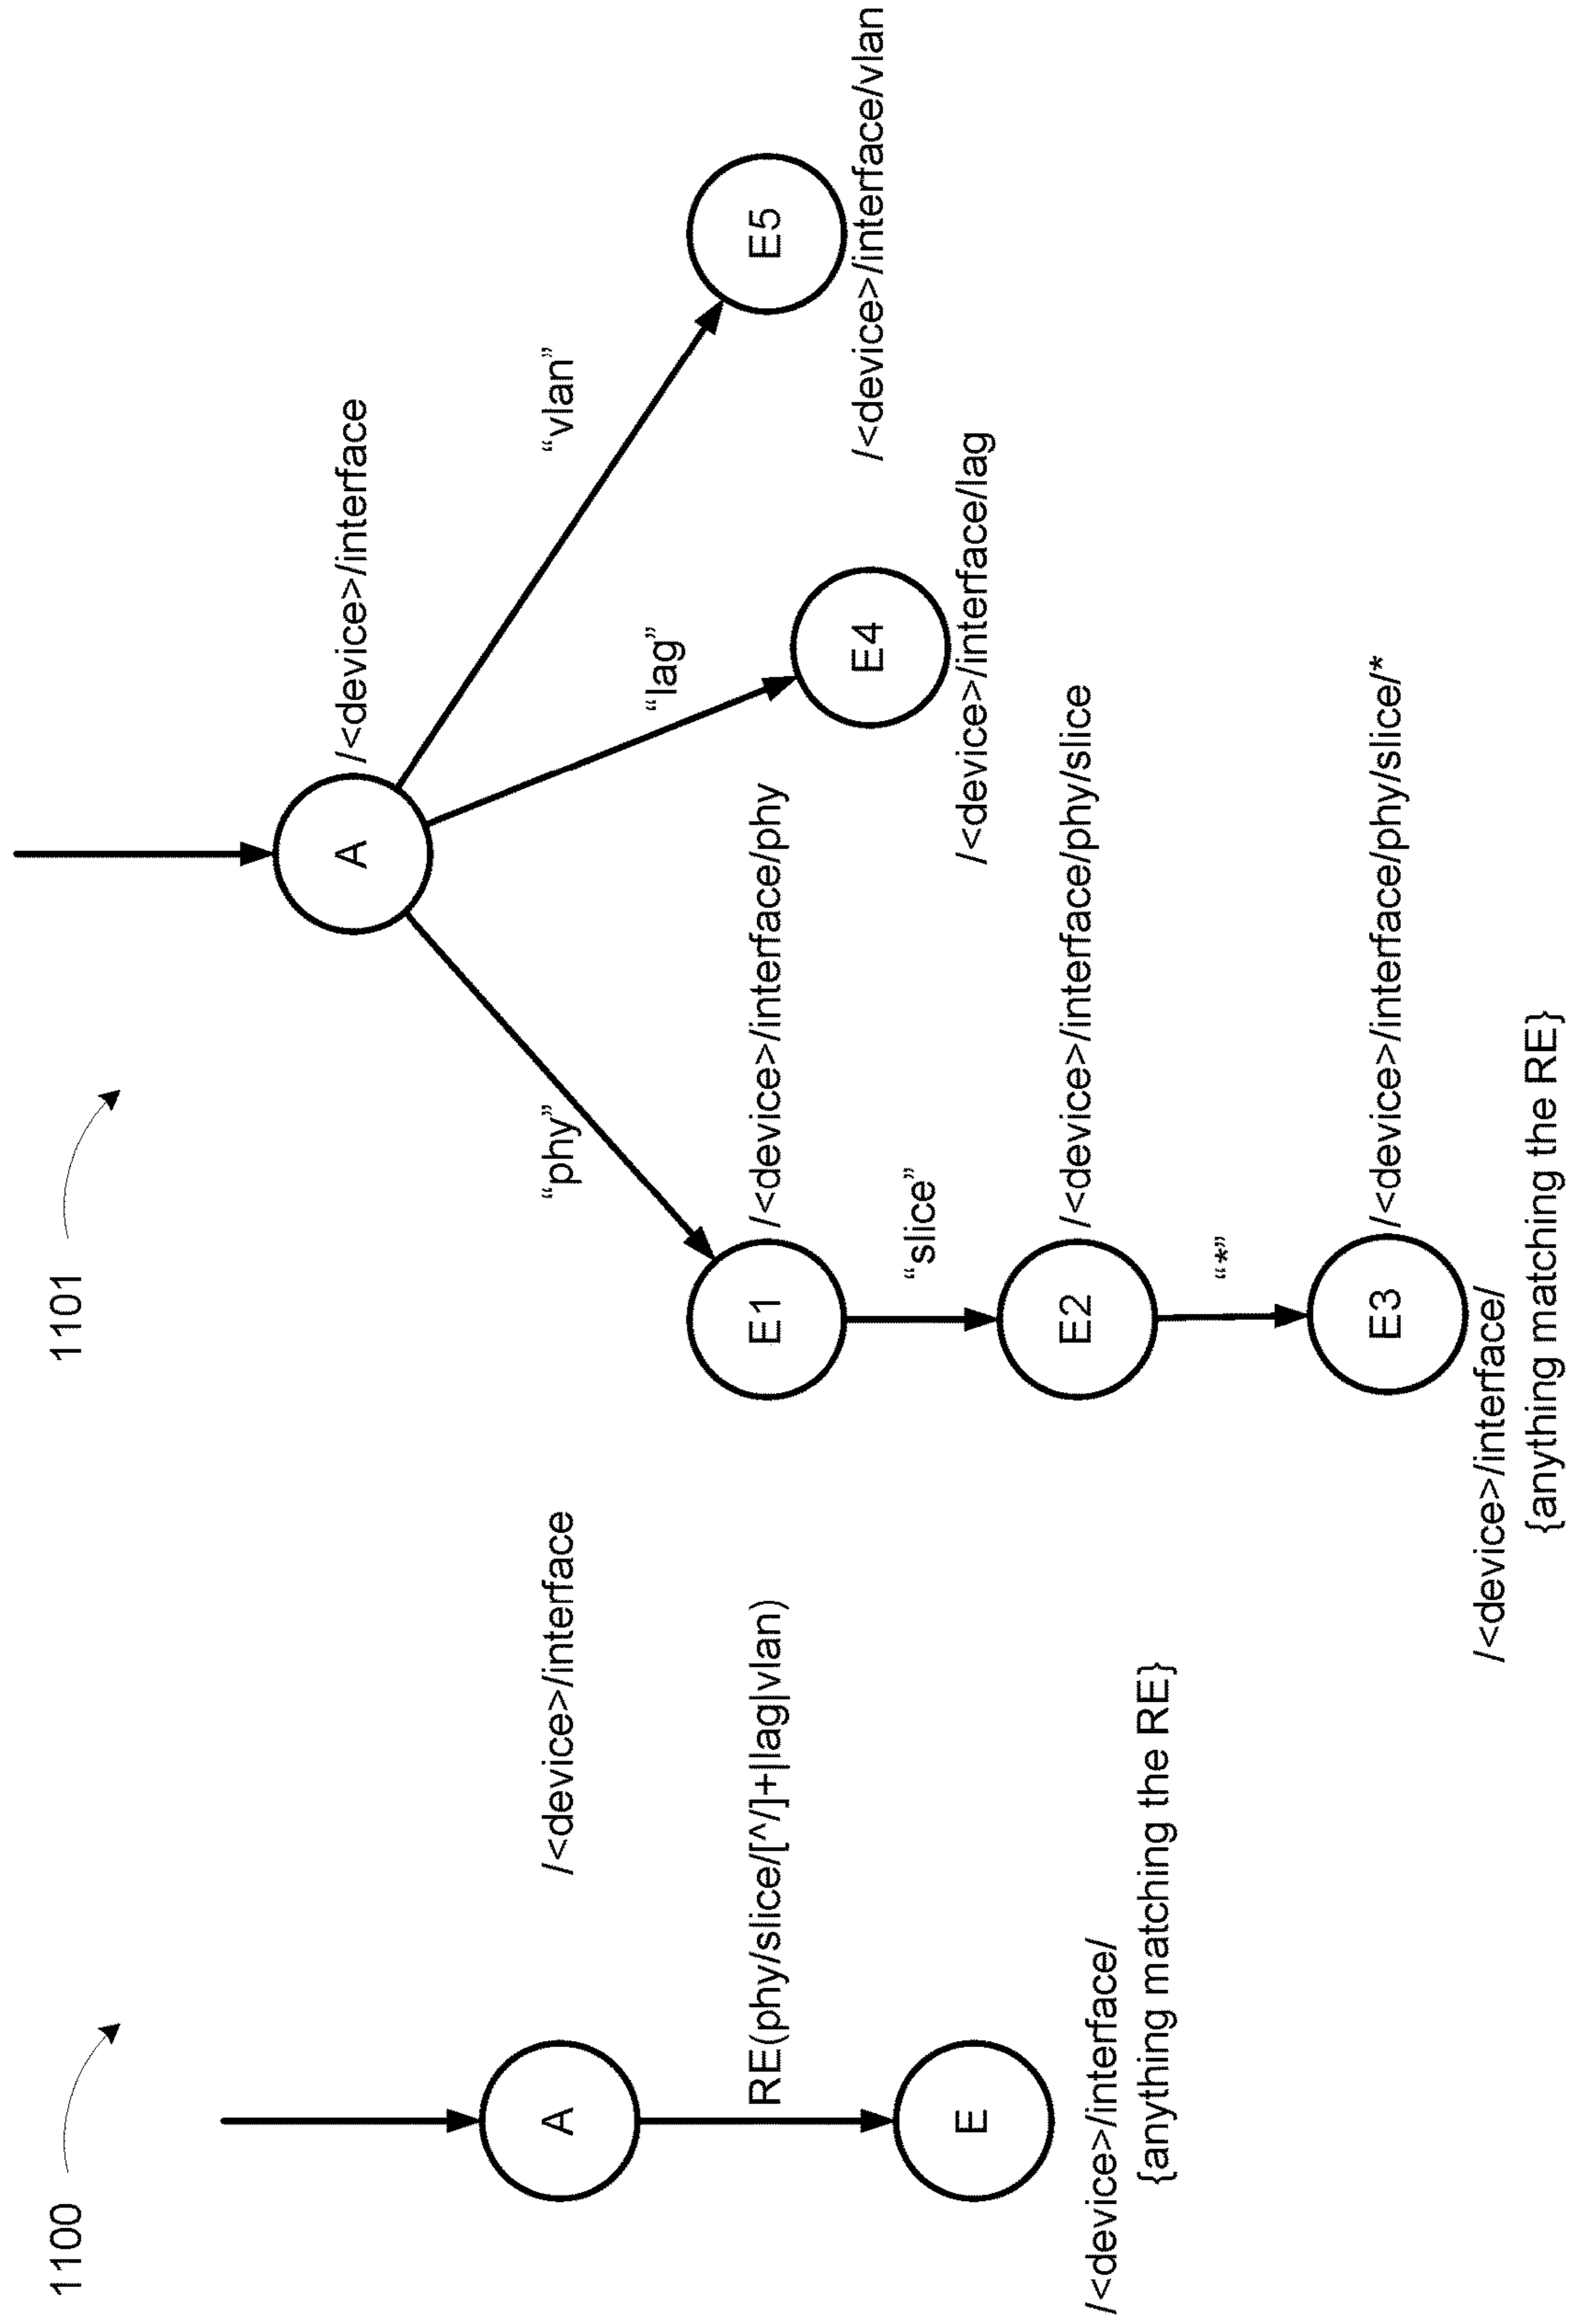 1100
A
/<device>/interface
RE(phy/slice/[^/]+|lag|vlan)
E
/<device>/interface/
{anything matching the RE}
1101
A
/<device>/interface
“phy”
“lag”
“vlan”
E1
/<device>/interface/phy
E5
/<device>/interface/vlan
E4
/<device>/interface/lag
“slice”
E2
/<device>/interface/phy/slice
“*”
E3
/<device>/interface/phy/slice/*
/<device>/interface/
{anything matching the RE}